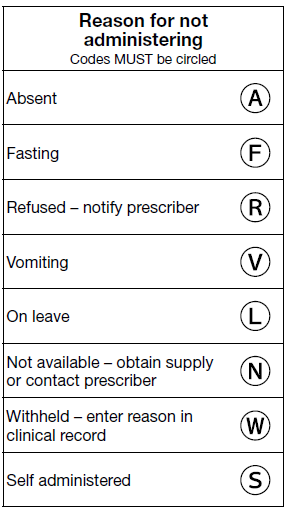 Reason for not
administering
Codes MUST be circled
Absent A
Fasting F
Refused – notify prescriber R
Vomiting V
On leave L
Not available – obtain supply
or contact prescriber N
Withheld – enter reason in
clinical record W
Self administered S